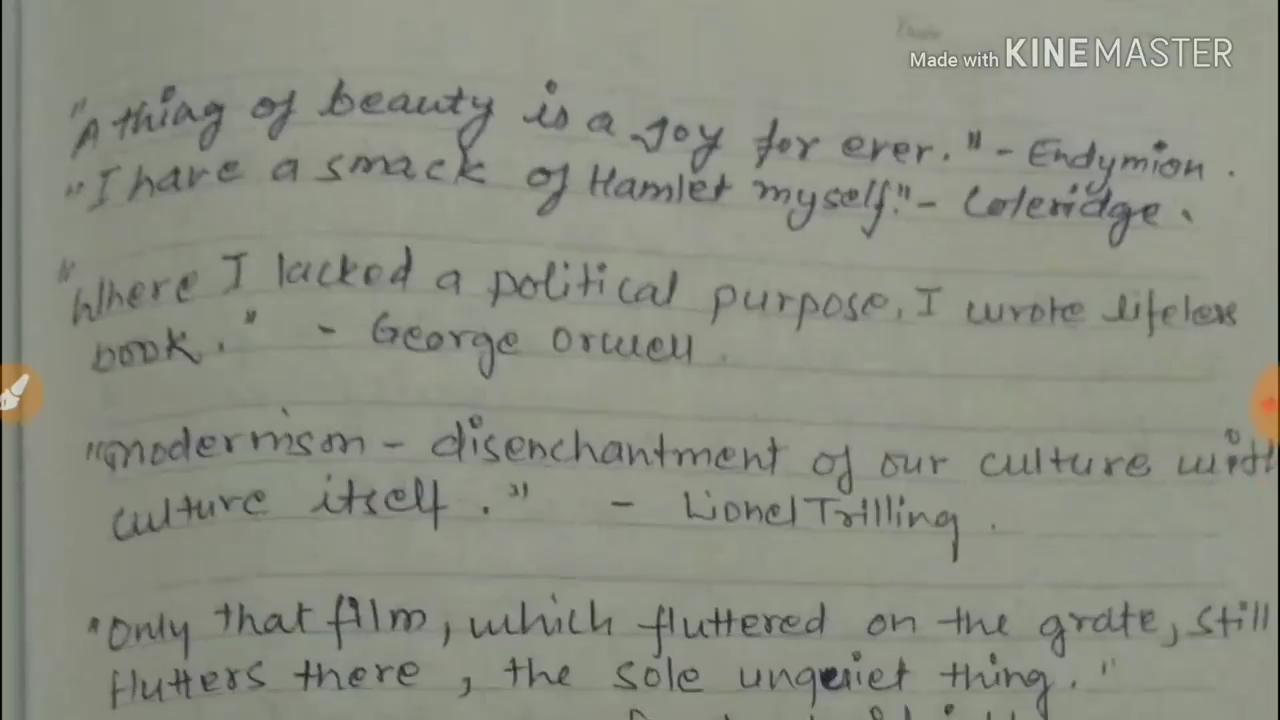 Made with KINEMASTER
"A thing of beauty is a Joy for ever." - Endymion.
"I have a smack of Hamlet myself." - Coleridge.
"Where I lacked a political purpose, I wrote lifeless
book." - George Orwell.
"modernism - disenchantment of our culture with
culture itself." - Lionel Trilling.
"Only that film, which fluttered on the grate, still
flutters there, the sole unquiet thing."